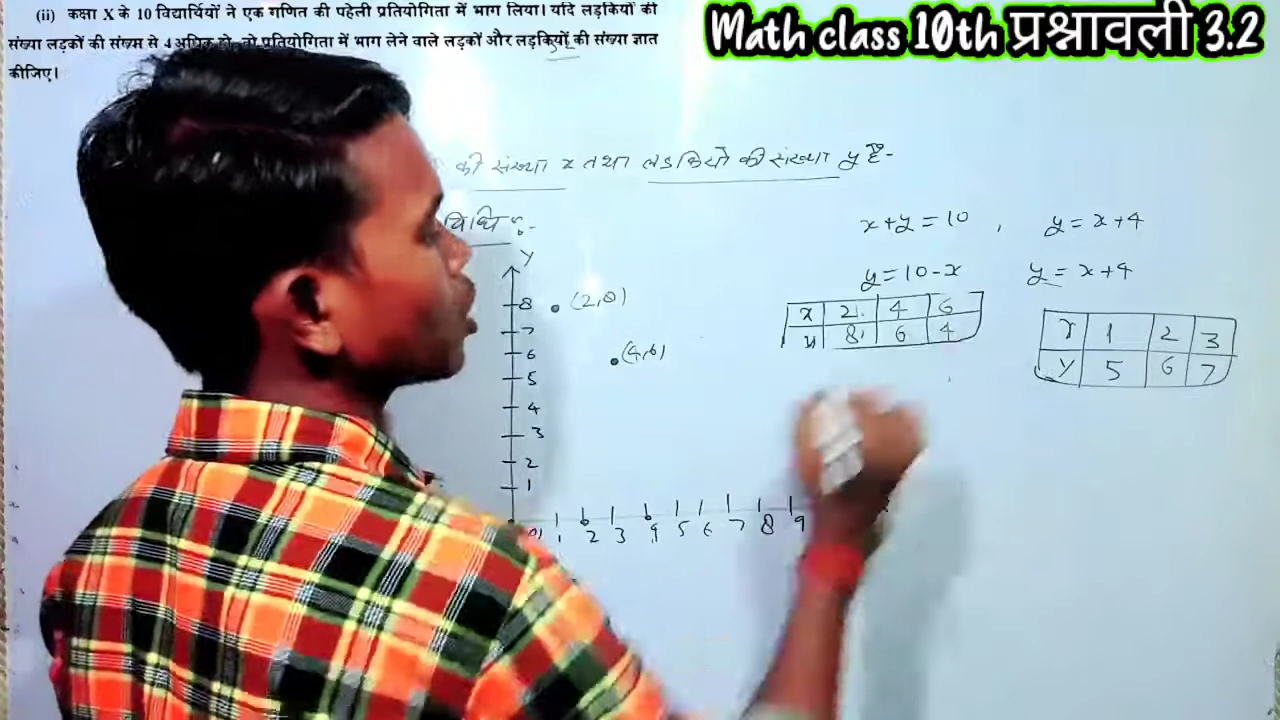 (ii) कक्षा X के 10 विद्यार्थियों ने एक गणित की पहेली प्रतियोगिता में भाग लिया। यदि लड़कियों की
संख्या लड़कों की संख्या से 4 अधिक हो, तो प्रतियोगिता में भाग लेने वाले लड़कों और लड़कियों की संख्या ज्ञात
कीजिए।
Math class 10th प्रश्नावली 3.2
की संख्या x तथा लडकियों की संख्या y है-
विधि :-
x+y=10 , y=x+4
y=10-x y=x+4
x 2 4 6
y 8 6 4
x 1 2 3
y 5 6 7
Y
8 (2,8)
7
6 (4,6)
5
4
3
2
1
0 1 2 3 4 5 6 7 8 9